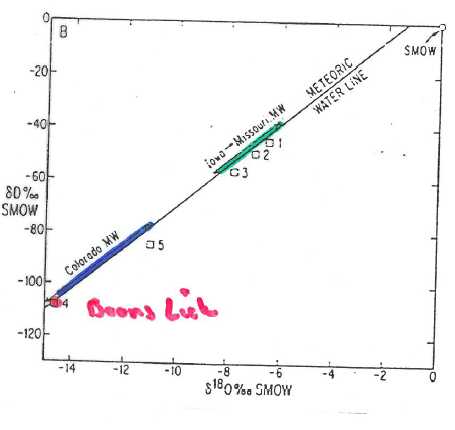 B
0
-20
-40
-60
-80
-100
-120
δD‰
SMOW
SMOW
METEORIC
WATER LINE
Iowa → Missouri MW
1
2
3
Colorado MW
5
4
Boons Lick
-14
-12
-10
-8
-6
-4
-2
0
δ¹⁸O‰ SMOW